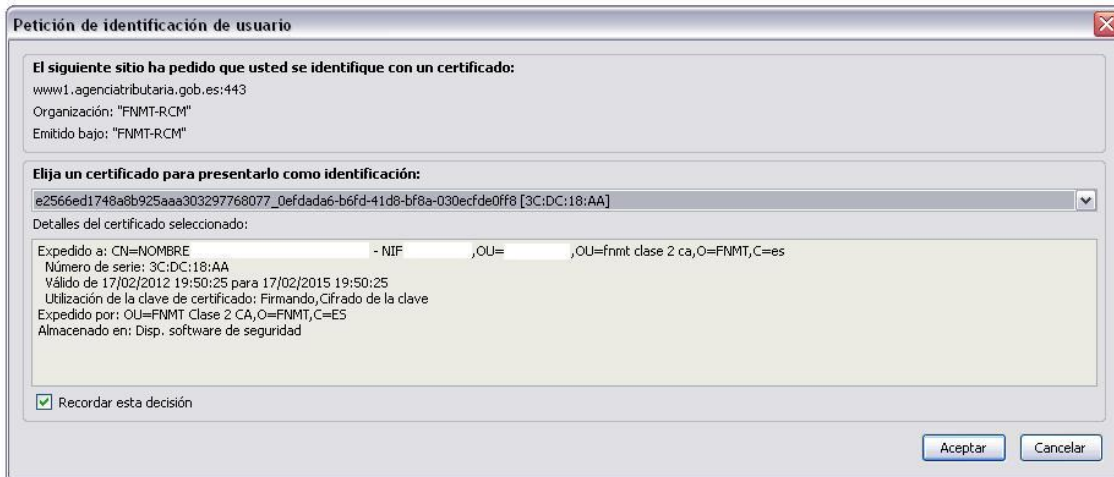 Petición de identificación de usuario
El siguiente sitio ha pedido que usted se identifique con un certificado:
www1.agenciatributaria.gob.es:443
Organización: "FNMT-RCM"
Emitido bajo: "FNMT-RCM"
Elija un certificado para presentarlo como identificación:
e2566ed1748a8b925aaa303297768077_0efdada6-b6fd-41d8-bf8a-030ecfde0ff8 [3C:DC:18:AA]
Detalles del certificado seleccionado:
Expedido a: CN=NOMBRE - NIF ,OU= ,OU=fnmt clase 2 ca,O=FNMT,C=es
Número de serie: 3C:DC:18:AA
Válido de 17/02/2012 19:50:25 para 17/02/2015 19:50:25
Utilización de la clave de certificado: Firmando,Cifrado de la clave
Expedido por: OU=FNMT Clase 2 CA,O=FNMT,C=ES
Almacenado en: Disp. software de seguridad
Recordar esta decisión
Aceptar Cancelar